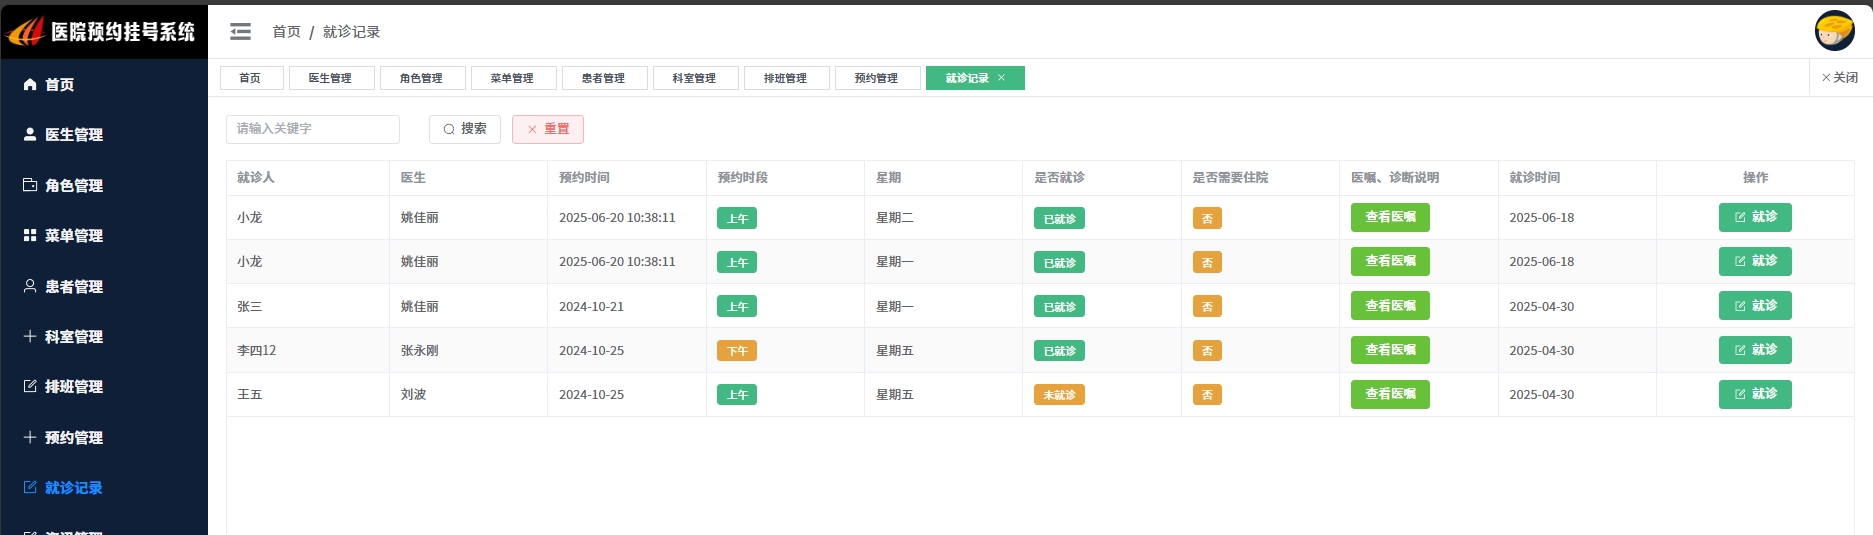 医院预约挂号系统
首页 / 就诊记录
首页
医生管理
角色管理
菜单管理
患者管理
科室管理
排班管理
预约管理
就诊记录
首页 医生管理 角色管理 菜单管理 患者管理 科室管理 排班管理 预约管理 就诊记录 × × 关闭
请输入关键字 搜索 × 重置
就诊人 医生 预约时间 预约时段 星期 是否就诊 是否需要住院 医嘱、诊断说明 就诊时间 操作
小龙 姚佳丽 2025-06-20 10:38:11 上午 星期二 已就诊 否 查看医嘱 2025-06-18 就诊
小龙 姚佳丽 2025-06-20 10:38:11 上午 星期一 已就诊 否 查看医嘱 2025-06-18 就诊
张三 姚佳丽 2024-10-21 上午 星期一 已就诊 否 查看医嘱 2025-04-30 就诊
李四12 张永刚 2024-10-25 下午 星期五 已就诊 否 查看医嘱 2025-04-30 就诊
王五 刘波 2024-10-25 上午 星期五 未就诊 否 查看医嘱 2025-04-30 就诊